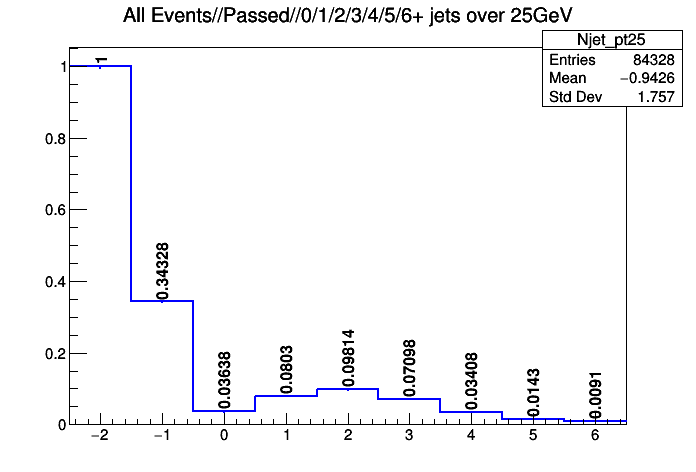 All Events//Passed//0/1/2/3/4/5/6+ jets over 25GeV
Njet_pt25
Entries 84328
Mean −0.9426
Std Dev 1.757
1
0.8
0.6
0.4
0.2
0
1
0.34328
0.03638
0.0803
0.09814
0.07098
0.03408
0.0143
0.0091
−2 −1 0 1 2 3 4 5 6